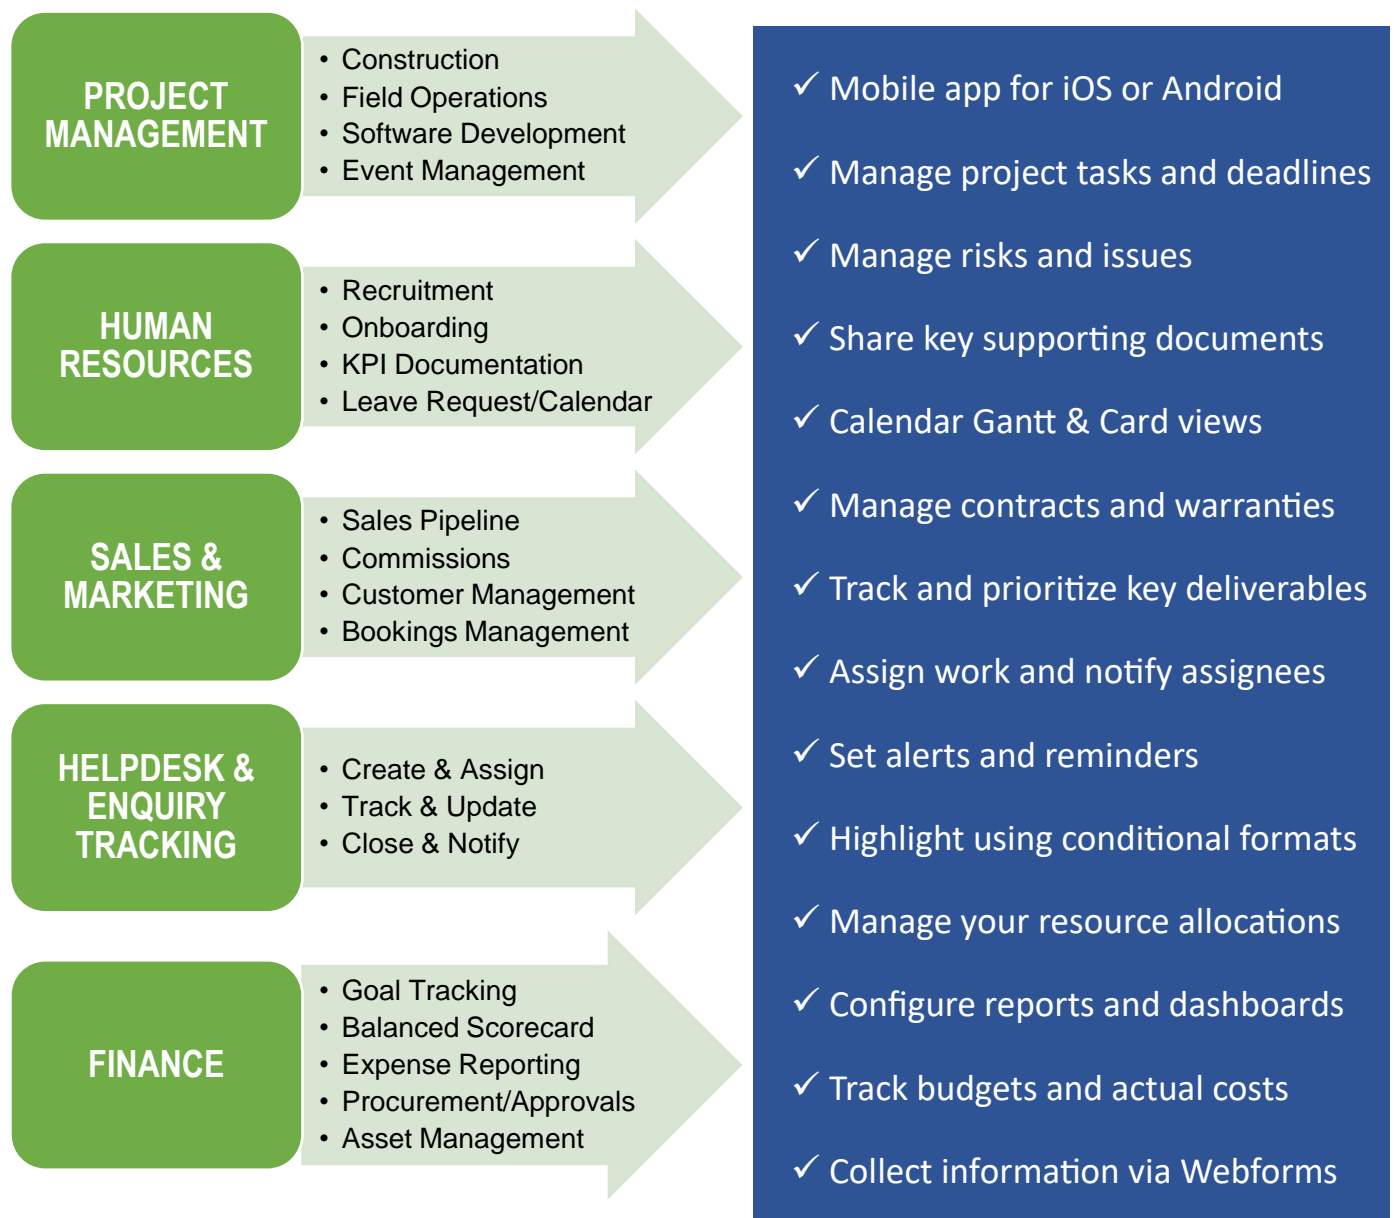 PROJECT
MANAGEMENT
• Construction
• Field Operations
• Software Development
• Event Management
HUMAN
RESOURCES
• Recruitment
• Onboarding
• KPI Documentation
• Leave Request/Calendar
SALES &
MARKETING
• Sales Pipeline
• Commissions
• Customer Management
• Bookings Management
HELPDESK &
ENQUIRY
TRACKING
• Create & Assign
• Track & Update
• Close & Notify
FINANCE
• Goal Tracking
• Balanced Scorecard
• Expense Reporting
• Procurement/Approvals
• Asset Management
✓ Mobile app for iOS or Android
✓ Manage project tasks and deadlines
✓ Manage risks and issues
✓ Share key supporting documents
✓ Calendar Gantt & Card views
✓ Manage contracts and warranties
✓ Track and prioritize key deliverables
✓ Assign work and notify assignees
✓ Set alerts and reminders
✓ Highlight using conditional formats
✓ Manage your resource allocations
✓ Configure reports and dashboards
✓ Track budgets and actual costs
✓ Collect information via Webforms